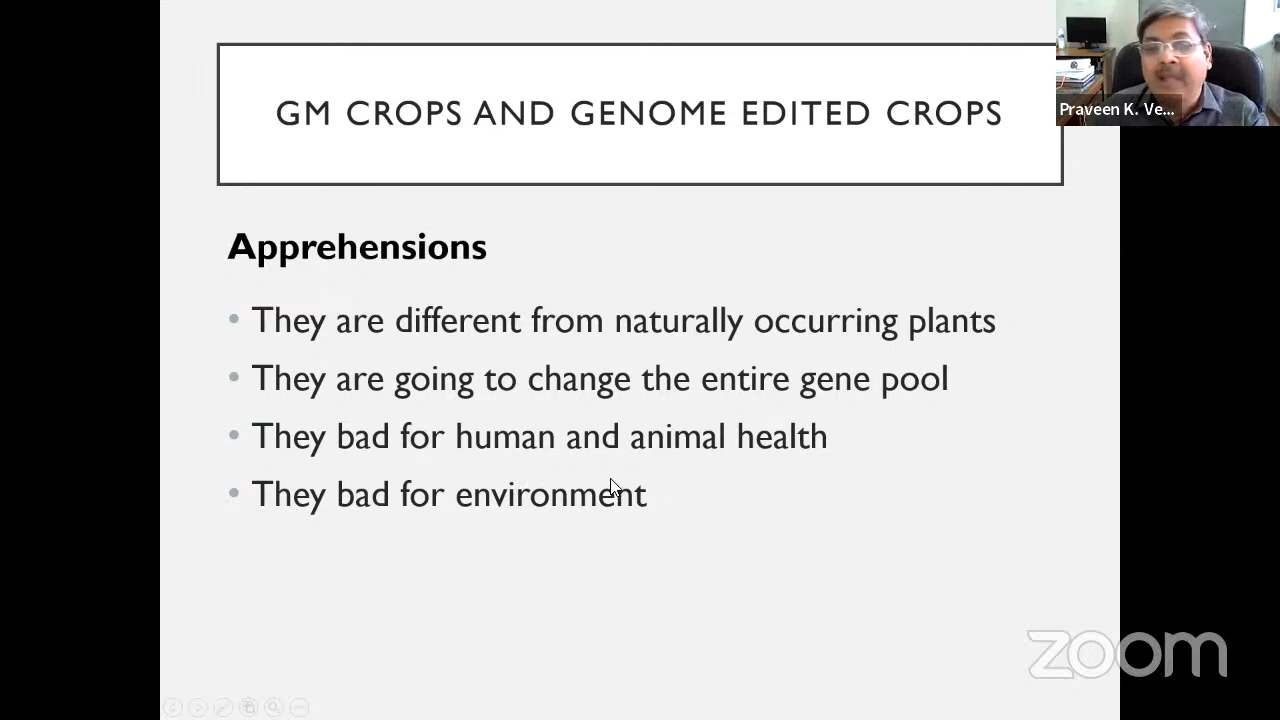 GM CROPS AND GENOME EDITED CROPS
Praveen K. Ve...
Apprehensions
• They are different from naturally occurring plants
• They are going to change the entire gene pool
• They bad for human and animal health
• They bad for environment
zoom